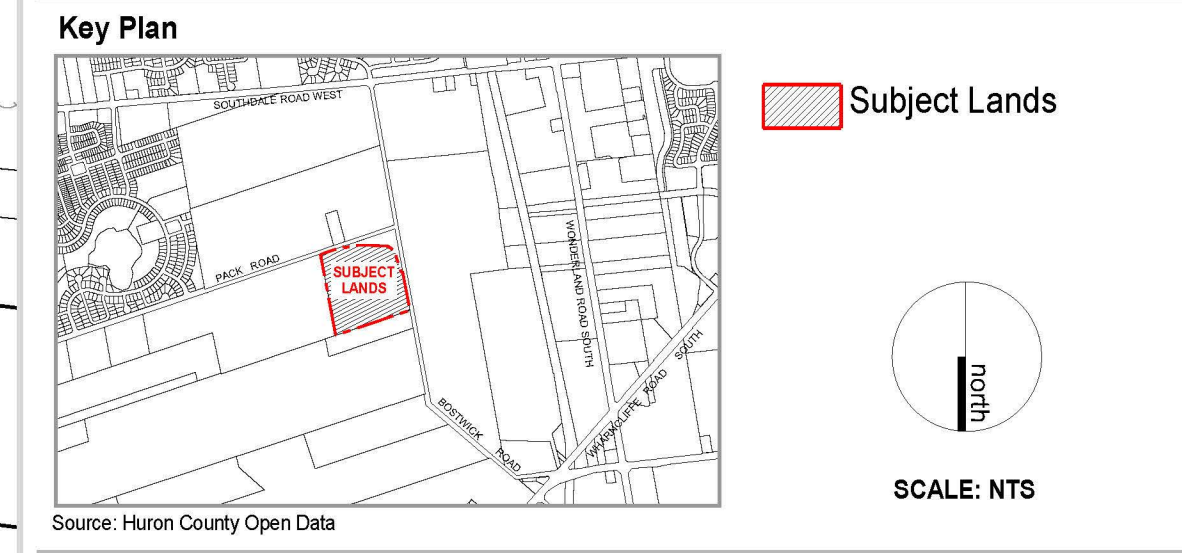 Key Plan
SOUTHDALE ROAD WEST
PACK ROAD
SUBJECT
LANDS
WONDERLAND ROAD SOUTH
WHARNCLIFFE ROAD SOUTH
BOSTWICK ROAD
Source: Huron County Open Data
Subject Lands
north
SCALE: NTS